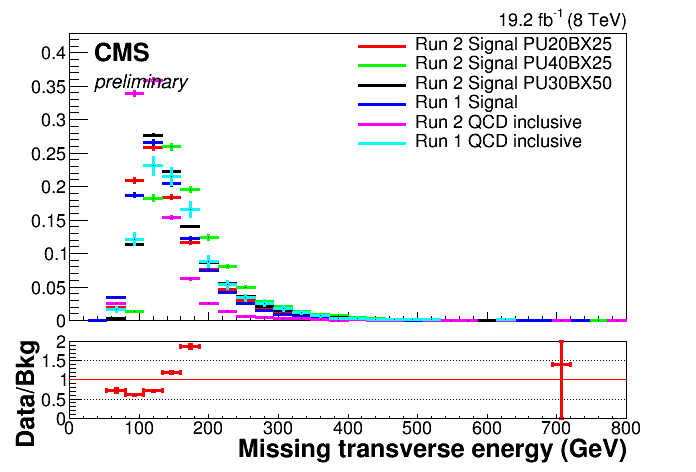 19.2 fb-1 (8 TeV)
CMS
preliminary
Run 2 Signal PU20BX25
Run 2 Signal PU40BX25
Run 2 Signal PU30BX50
Run 1 Signal
Run 2 QCD inclusive
Run 1 QCD inclusive
0.4
0.35
0.3
0.25
0.2
0.15
0.1
0.05
0
Data/Bkg
2
1.5
1
0.5
0
0 100 200 300 400 500 600 700 800
Missing transverse energy (GeV)